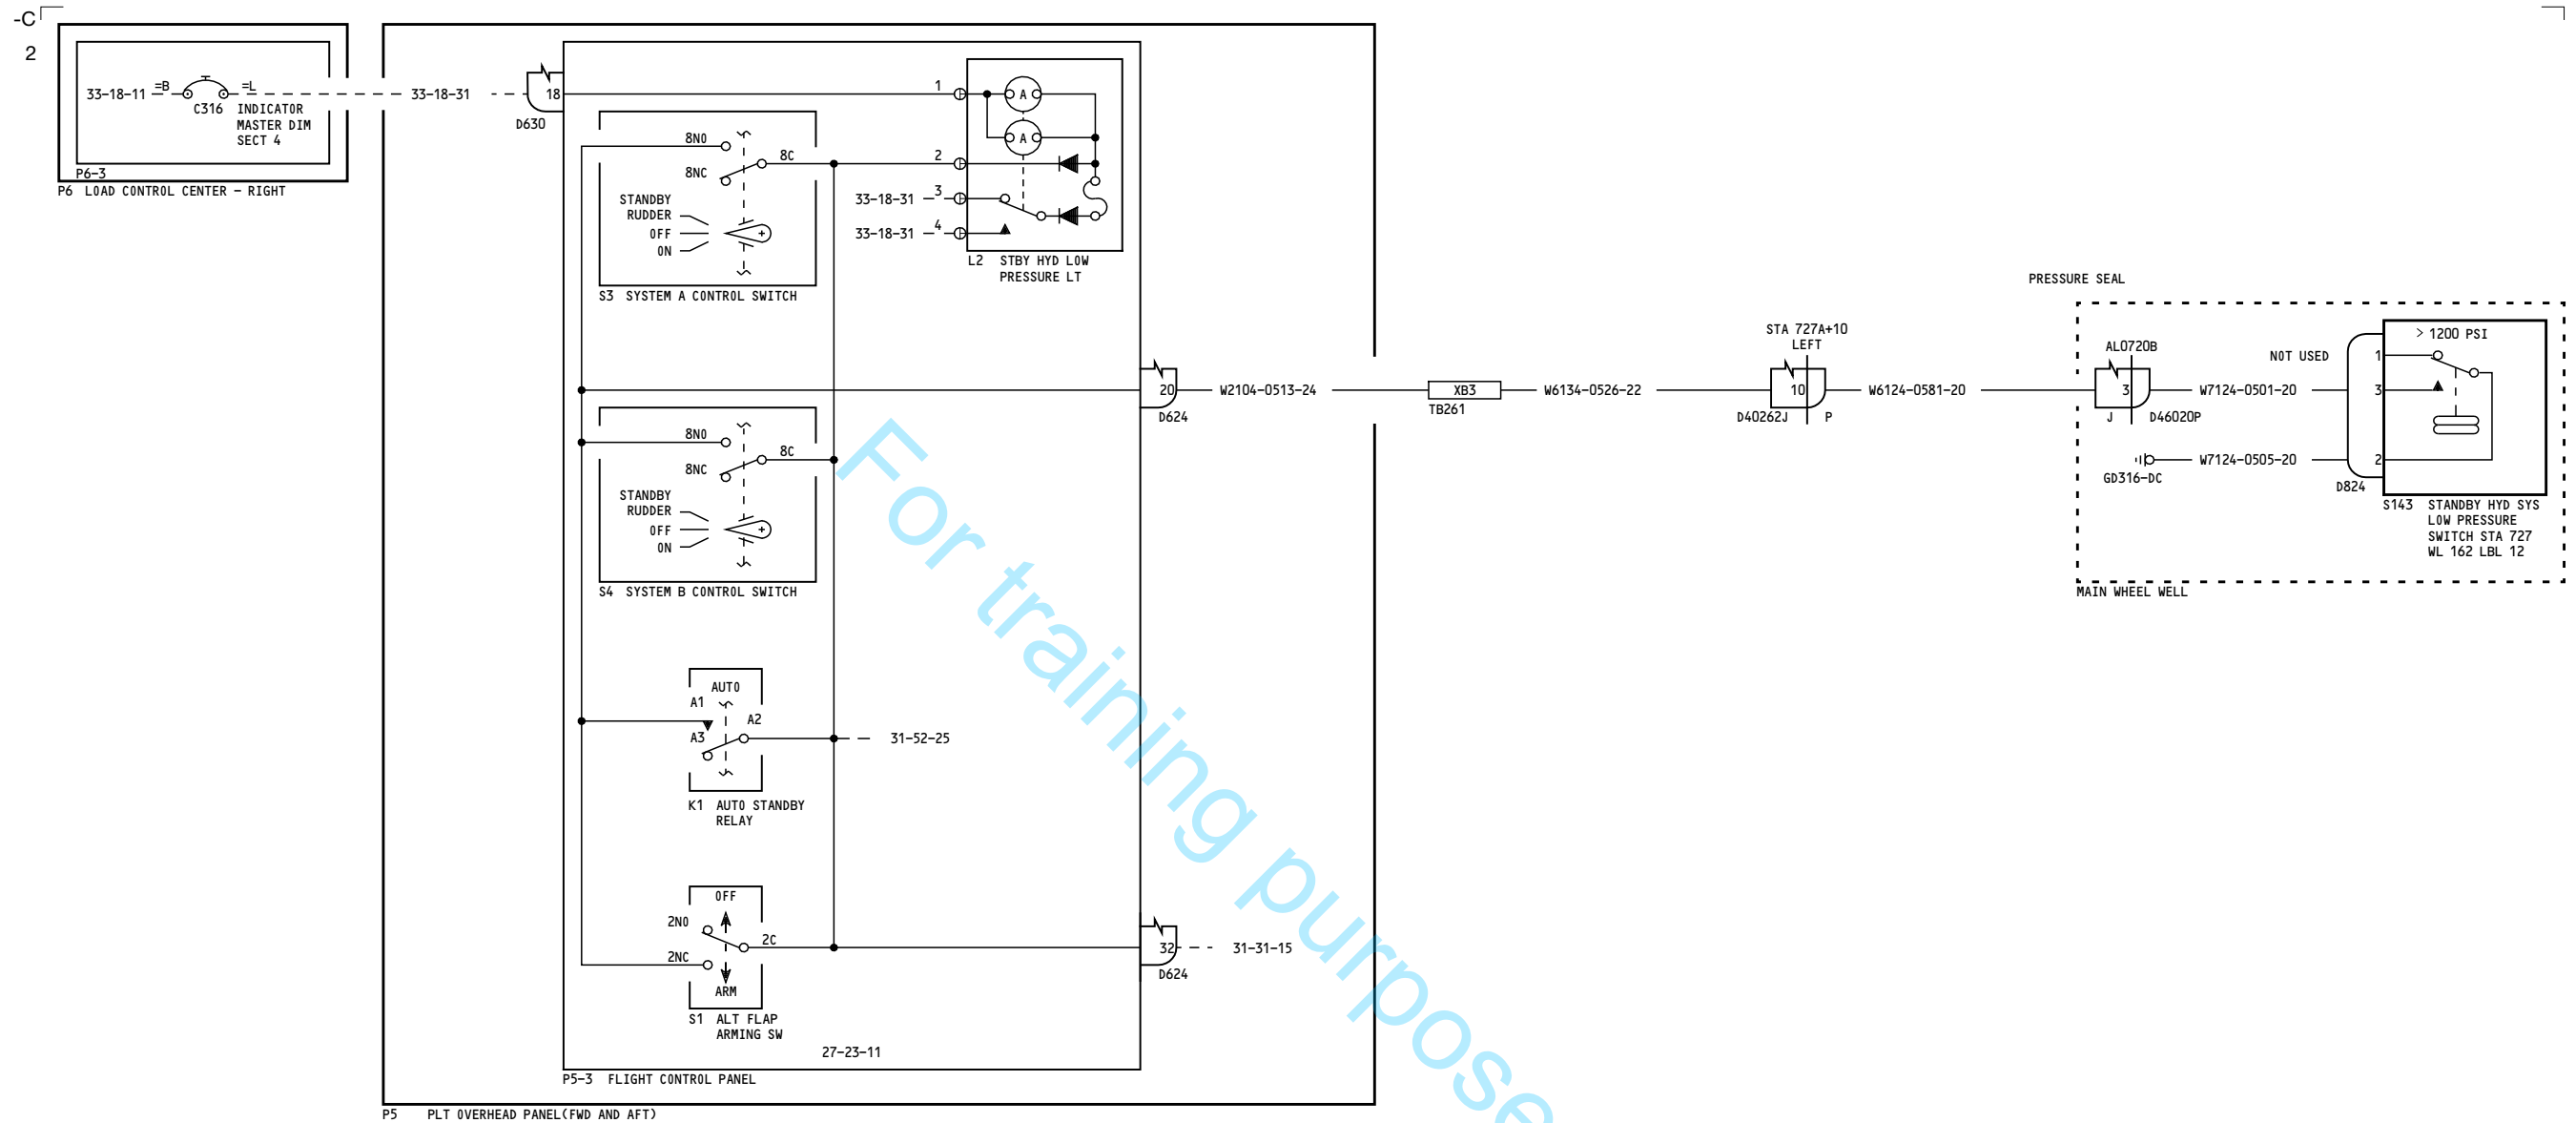 -C
2
33-18-11
=B
=L
C316
INDICATOR
MASTER DIM
SECT 4
P6-3
P6 LOAD CONTROL CENTER - RIGHT
33-18-31
18
D630
8NO
8NC
8C
STANDBY
RUDDER
OFF
ON
S3 SYSTEM A CONTROL SWITCH
1
2
33-18-31
3
33-18-31
4
A
A
L2 STBY HYD LOW
PRESSURE LT
20
D624
W2104-0513-24
XB3
TB261
W6134-0526-22
STA 727A+10
LEFT
10
D40262J
P
W6124-0581-20
PRESSURE SEAL
AL0720B
3
J
D46020P
W7124-0501-20
NOT USED
GD316-DC
W7124-0505-20
1
3
2
D824
> 1200 PSI
S143 STANDBY HYD SYS
LOW PRESSURE
SWITCH STA 727
WL 162 LBL 12
MAIN WHEEL WELL
8NO
8NC
8C
STANDBY
RUDDER
OFF
ON
S4 SYSTEM B CONTROL SWITCH
AUTO
A1
A2
A3
31-52-25
K1 AUTO STANDBY
RELAY
OFF
2NO
2C
2NC
ARM
S1 ALT FLAP
ARMING SW
32
D624
31-31-15
27-23-11
P5-3 FLIGHT CONTROL PANEL
P5 PLT OVERHEAD PANEL(FWD AND AFT)
For training purpose